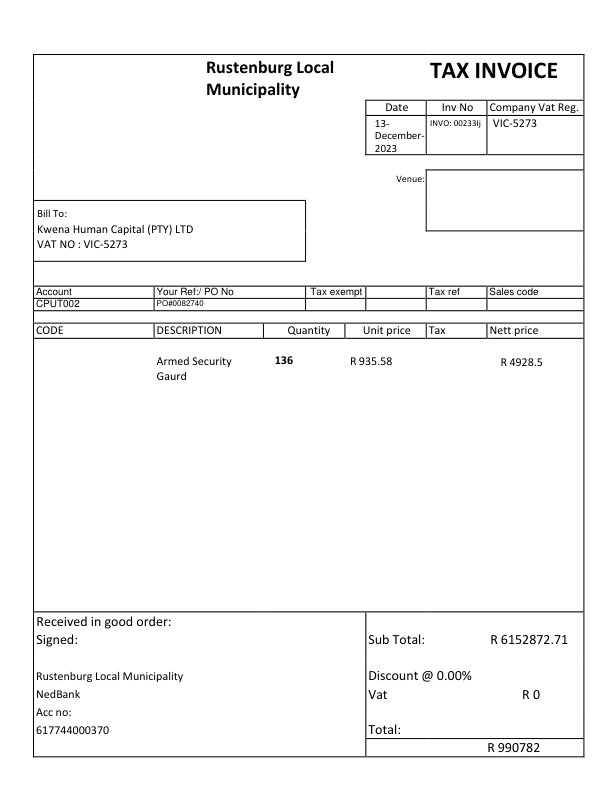 Rustenburg Local
Municipality
TAX INVOICE
Date Inv No Company Vat Reg.
13-
December-
2023
INVO: 00233lj VIC-5273
Venue:
Bill To:
Kwena Human Capital (PTY) LTD
VAT NO : VIC-5273
Account Your Ref:/ PO No Tax exempt Tax ref Sales code
CPUT002 PO#0082740
CODE DESCRIPTION Quantity Unit price Tax Nett price
Armed Security 136 R 935.58 R 4928.5
Gaurd
Received in good order:
Signed:
Sub Total: R 6152872.71
Rustenburg Local Municipality
Discount @ 0.00%
NedBank
Vat R 0
Acc no:
617744000370
Total:
R 990782